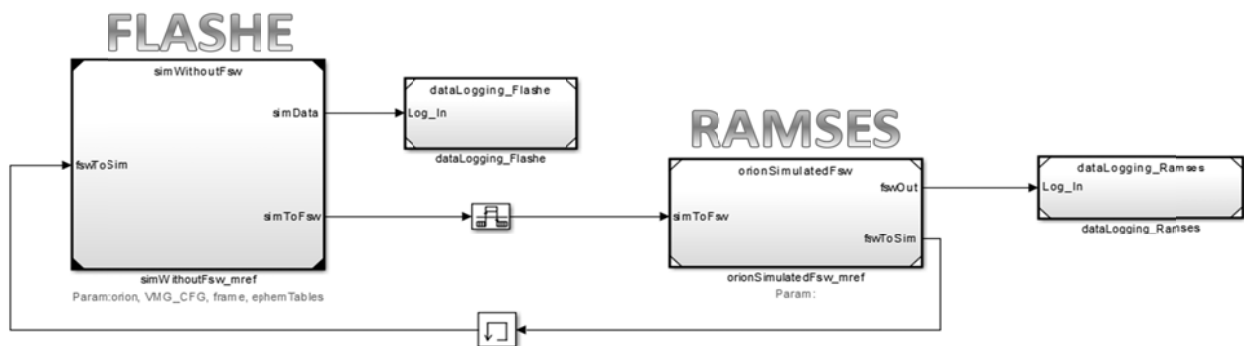 FLASHE
simWithoutFsw
simData
fswToSim
simToFsw
simWithoutFsw_mref
Param:orion, VMG_CFG, frame, ephemTables
dataLogging_Flashe
Log_In
dataLogging_Flashe
RAMSES
orionSimulatedFsw
fswOut
simToFsw
fswToSim
orionSimulatedFsw_mref
Param:
dataLogging_Ramses
Log_In
dataLogging_Ramses